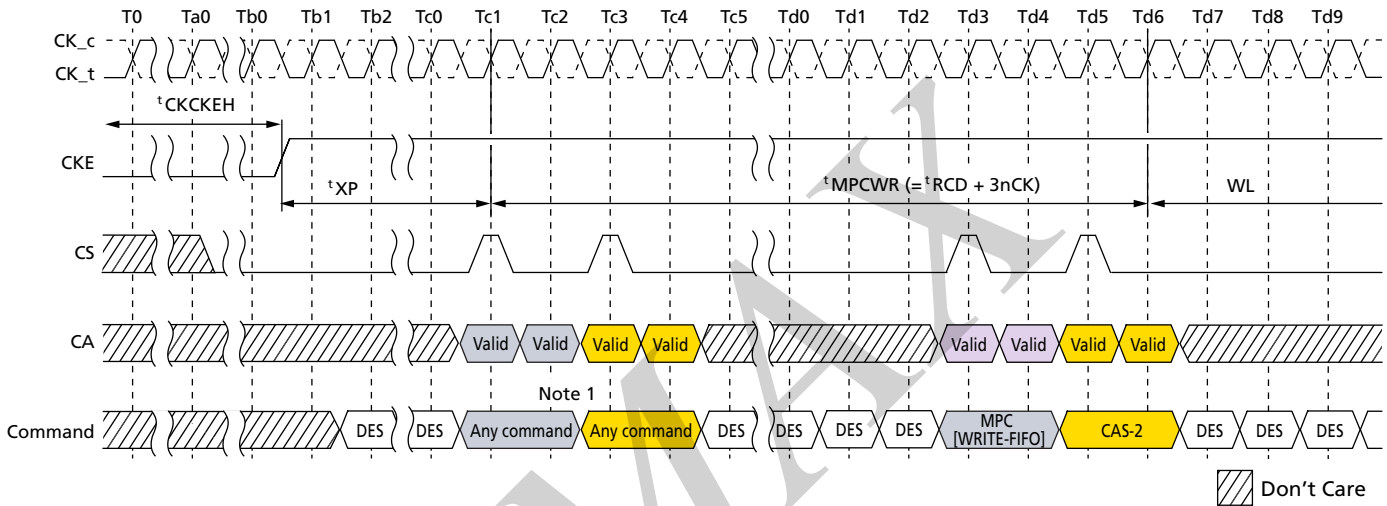 T0 Ta0 Tb0 Tb1 Tb2 Tc0 Tc1 Tc2 Tc3 Tc4 Tc5 Td0 Td1 Td2 Td3 Td4 Td5 Td6 Td7 Td8 Td9
CK_c
CK_t
tCKCKEH
CKE
tXP
tMPCWR (= tRCD + 3nCK)
WL
CS
CA
Valid Valid Valid Valid Valid Valid Valid Valid
Note 1
Command
DES DES Any command Any command DES DES DES DES MPC [WRITE-FIFO] CAS-2 DES DES DES
Don't Care
MAX